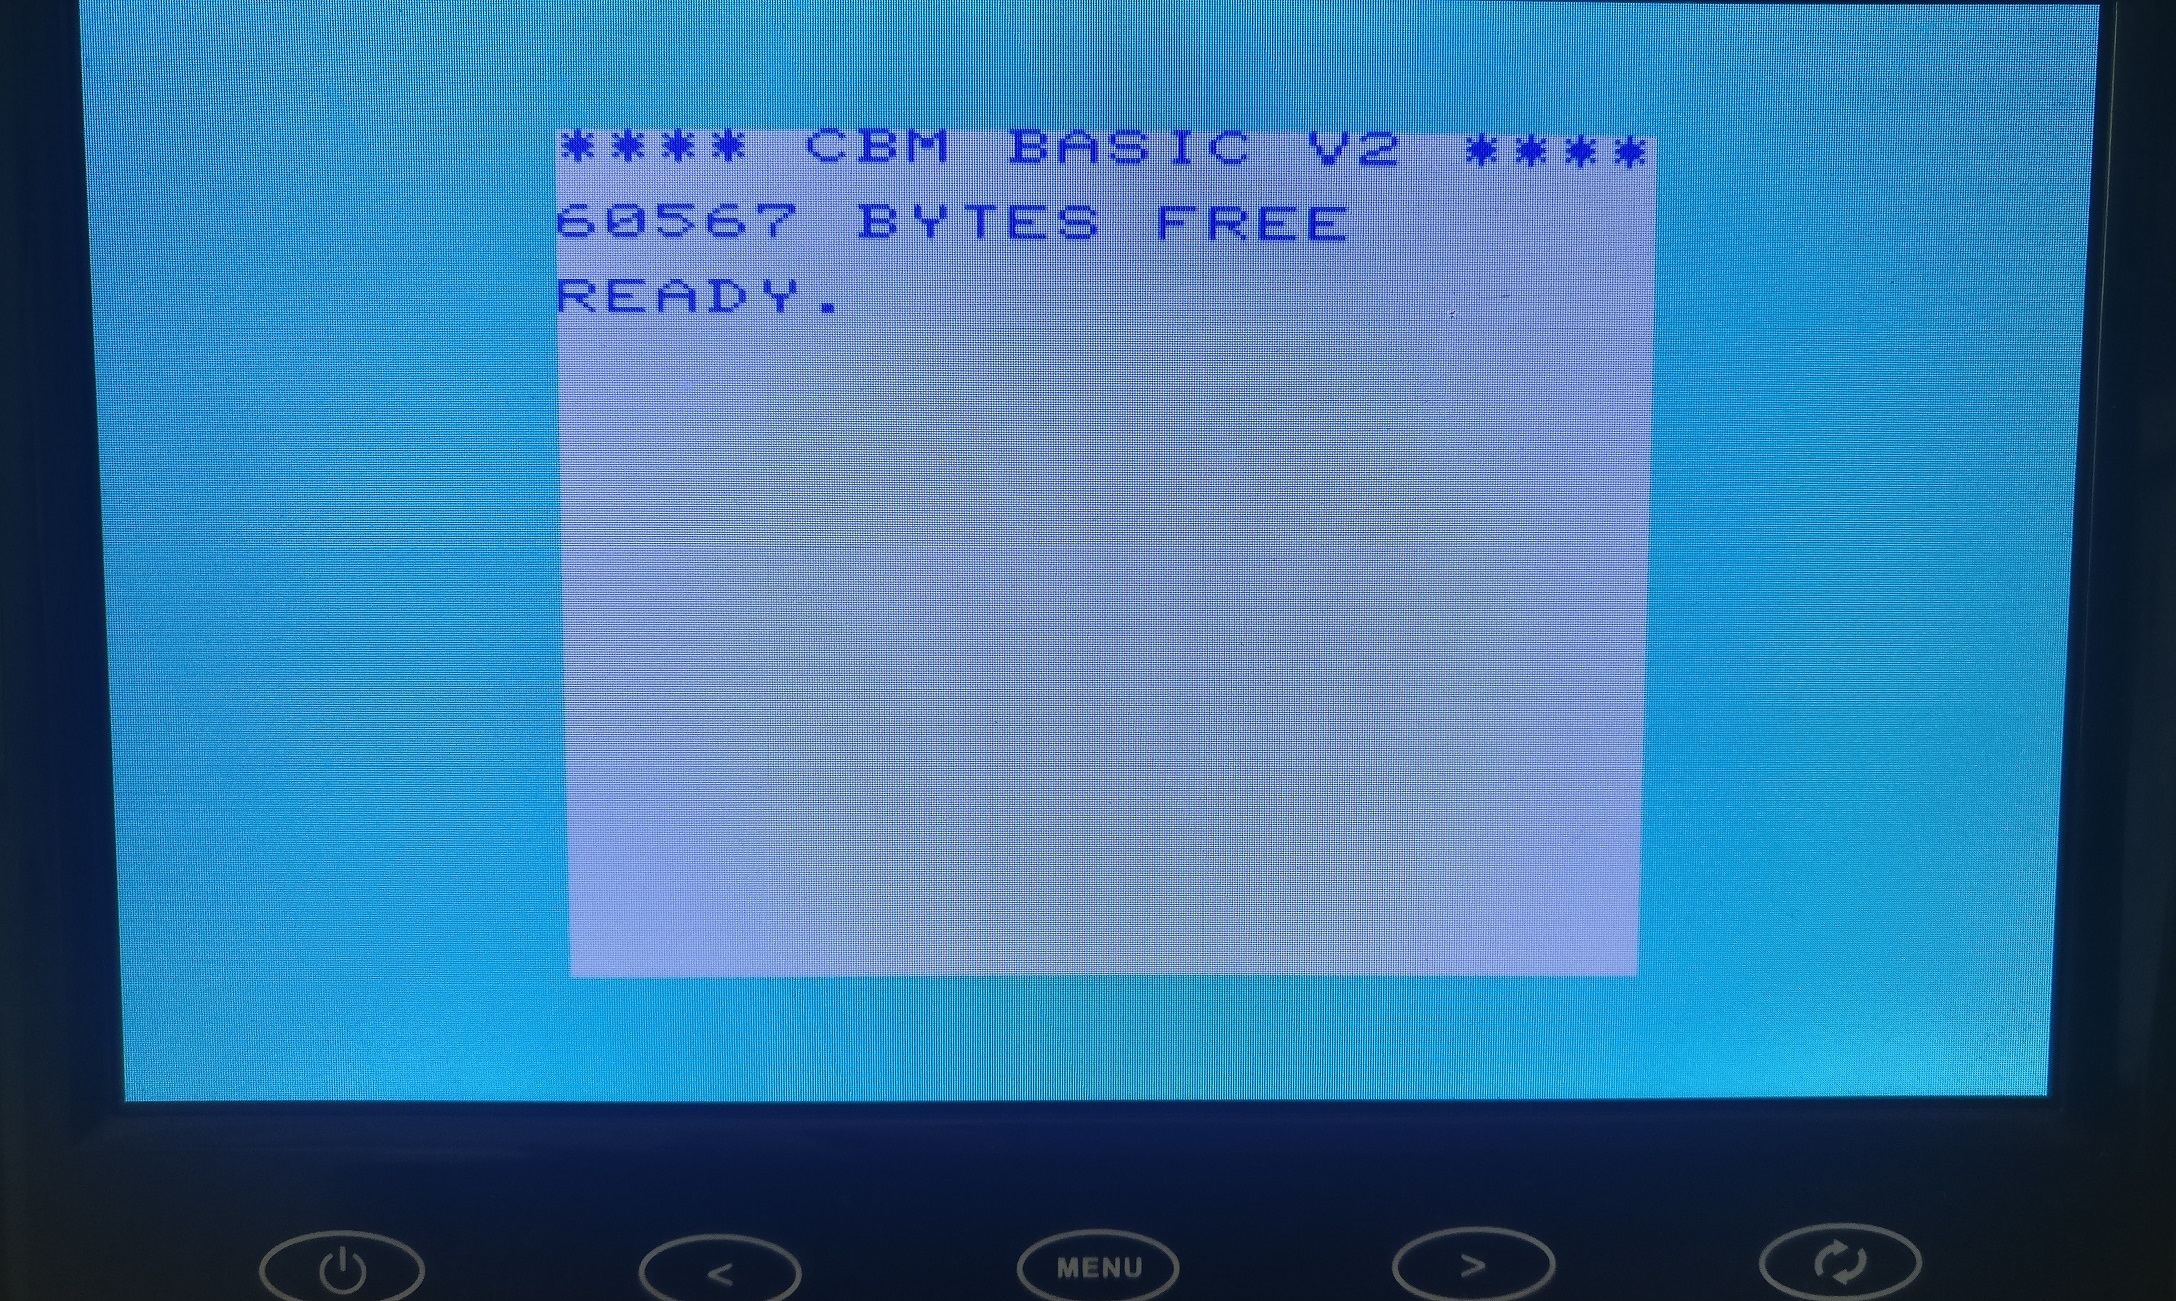 **** CBM BASIC V2 ****
60567 BYTES FREE
READY.
< MENU >